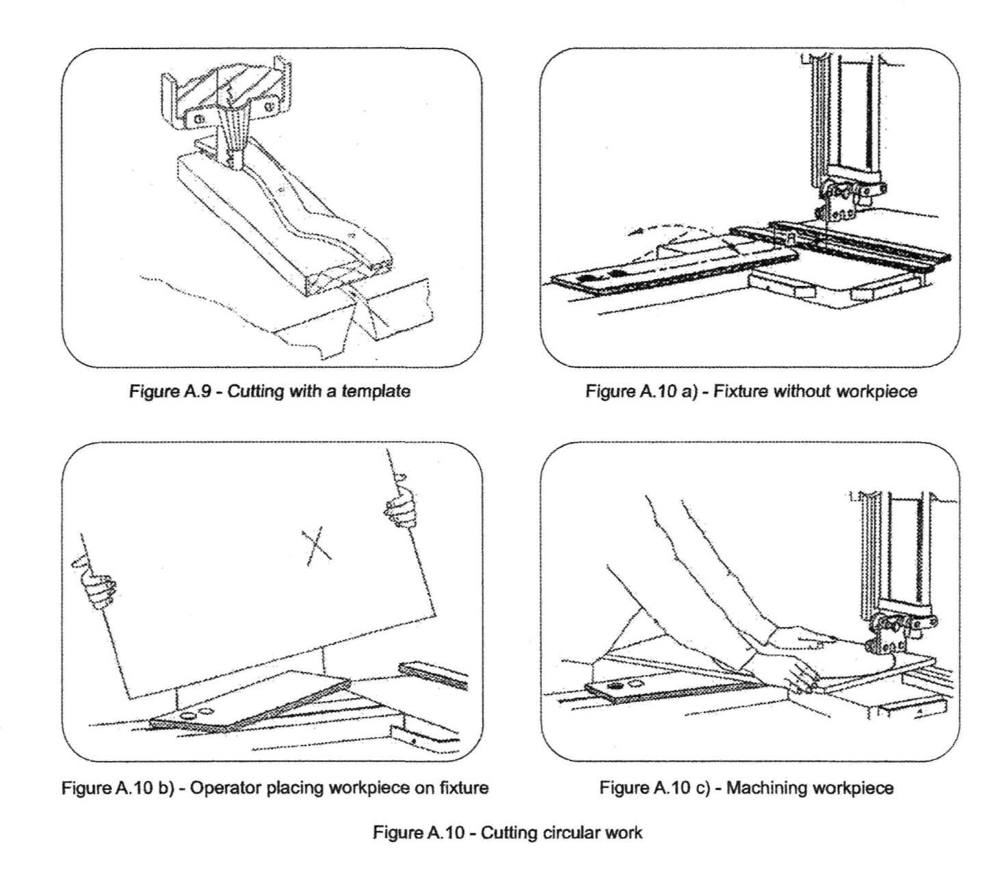 Figure A.9 - Cutting with a template
Figure A.10 a) - Fixture without workpiece
Figure A.10 b) - Operator placing workpiece on fixture
Figure A.10 c) - Machining workpiece
Figure A.10 - Cutting circular work